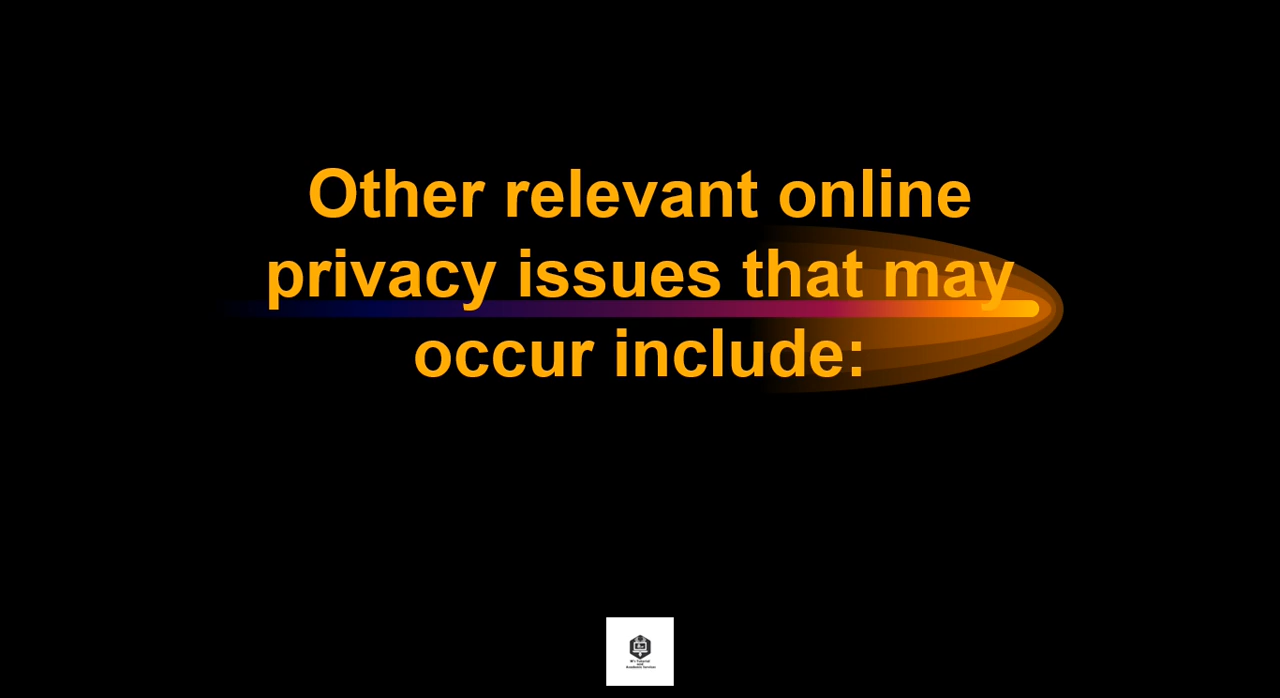 Other relevant online
privacy issues that may
occur include: